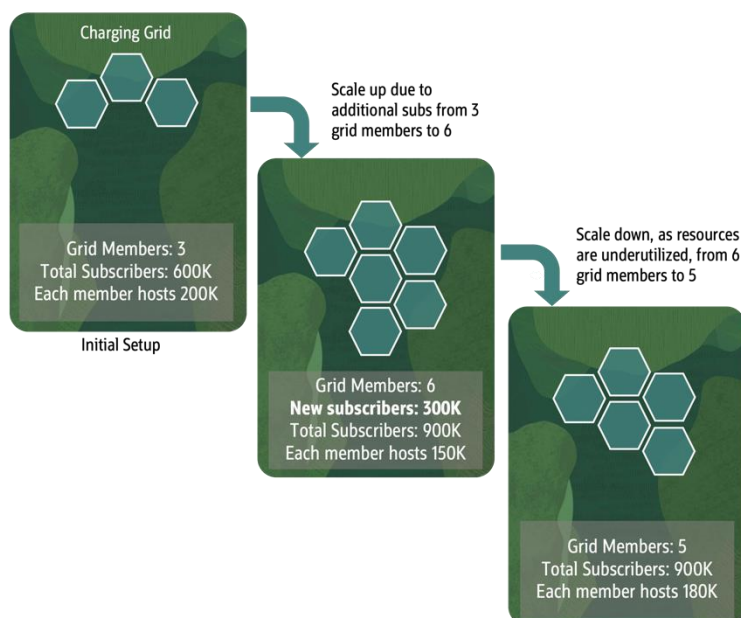 Charging Grid
Grid Members: 3
Total Subscribers: 600K
Each member hosts 200K
Initial Setup
Scale up due to
additional subs from 3
grid members to 6
Grid Members: 6
New subscribers: 300K
Total Subscribers: 900K
Each member hosts 150K
Scale down, as resources
are underutilized, from 6
grid members to 5
Grid Members: 5
Total Subscribers: 900K
Each member hosts 180K